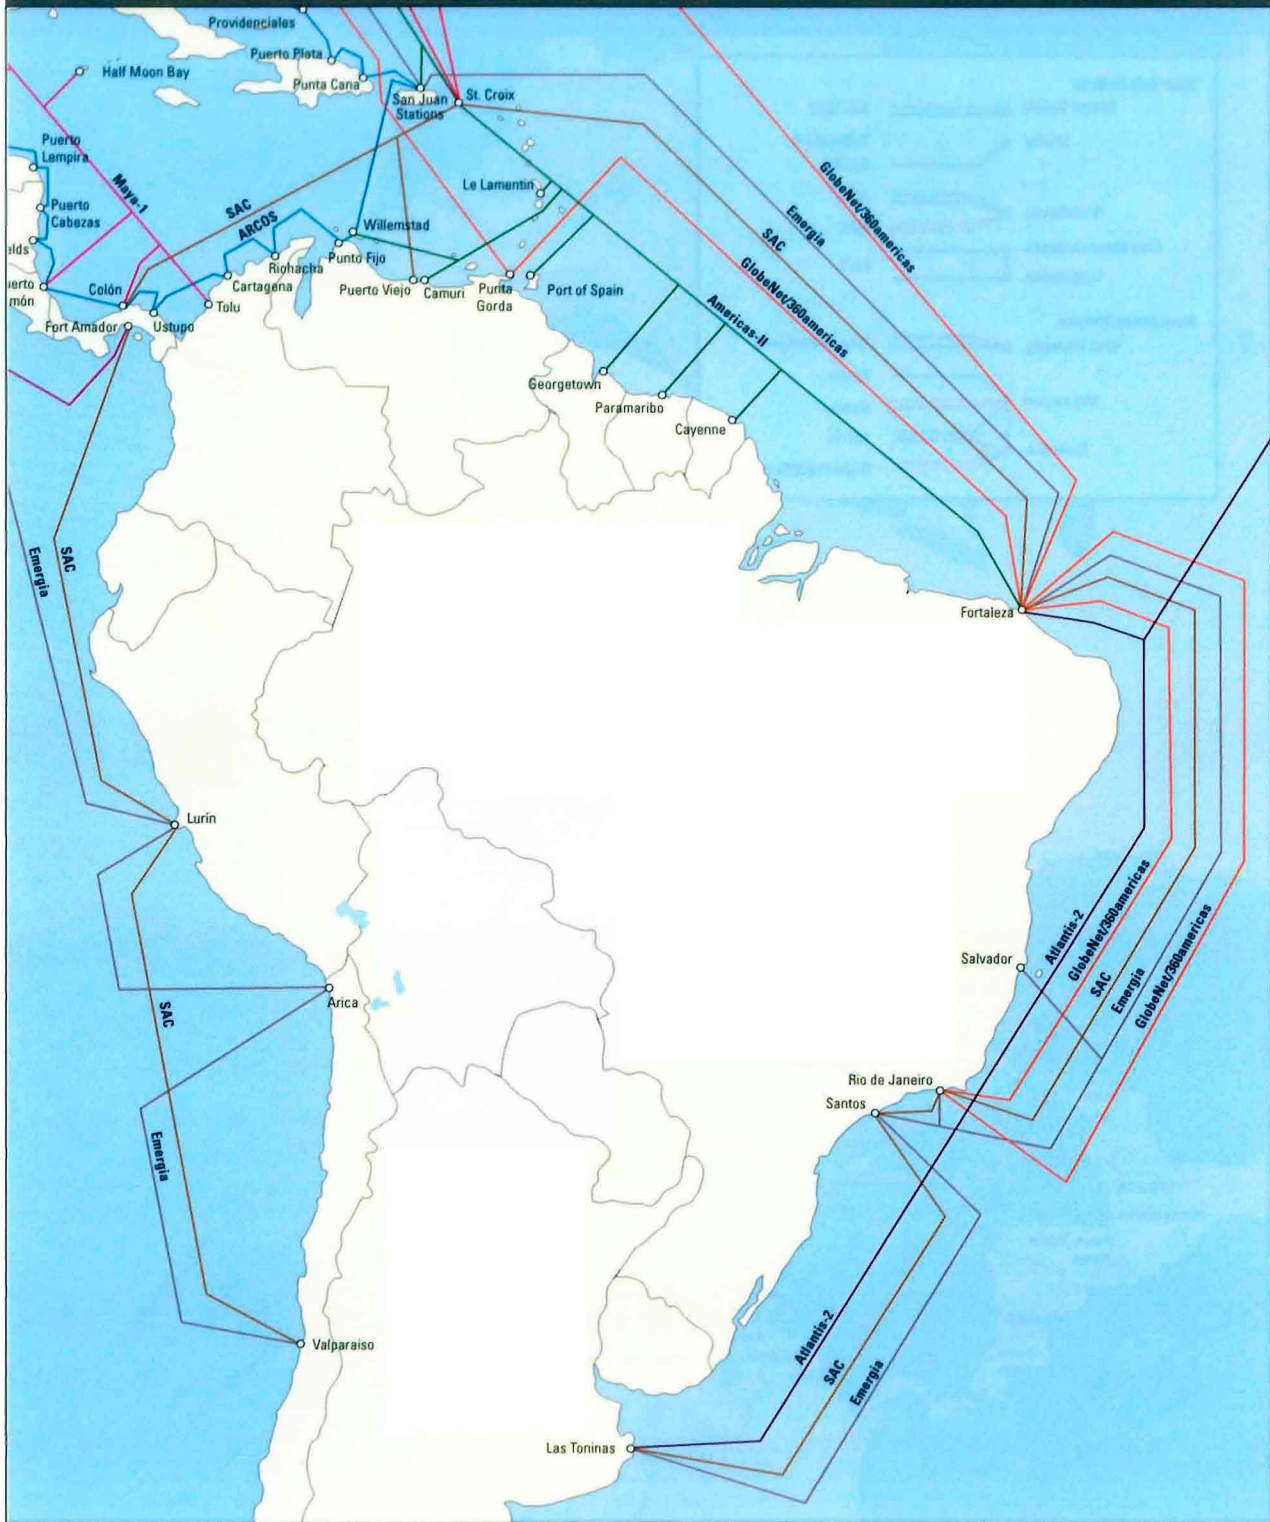 Providenciales
Puerto Plata
Half Moon Bay
Punta Cana
San Juan
Stations
St. Croix
Puerto
Lempira
Maya-1
GlobeNet/360americas
Le Lamentin
Puerto
Cabezas
SAC
ARCOS
Emergia
SAC
Willemstad
elds
Riohacha
Punto Fijo
GlobeNet/360americas
uerto
món
Colón
Cartagena
Puerto Viejo
Camuri
Punta
Gorda
Port of Spain
Tolu
Fort Amador
Ustupo
Americas-II
Georgetown
Paramaribo
Cayenne
Emergia
SAC
Fortaleza
Lurín
Salvador
Atlantis-2
GlobeNet/360americas
SAC
Emergia
GlobeNet/360americas
Arica
SAC
Rio de Janeiro
Santos
Emergia
Valparaiso
Atlantis-2
SAC
Emergia
Las Toninas